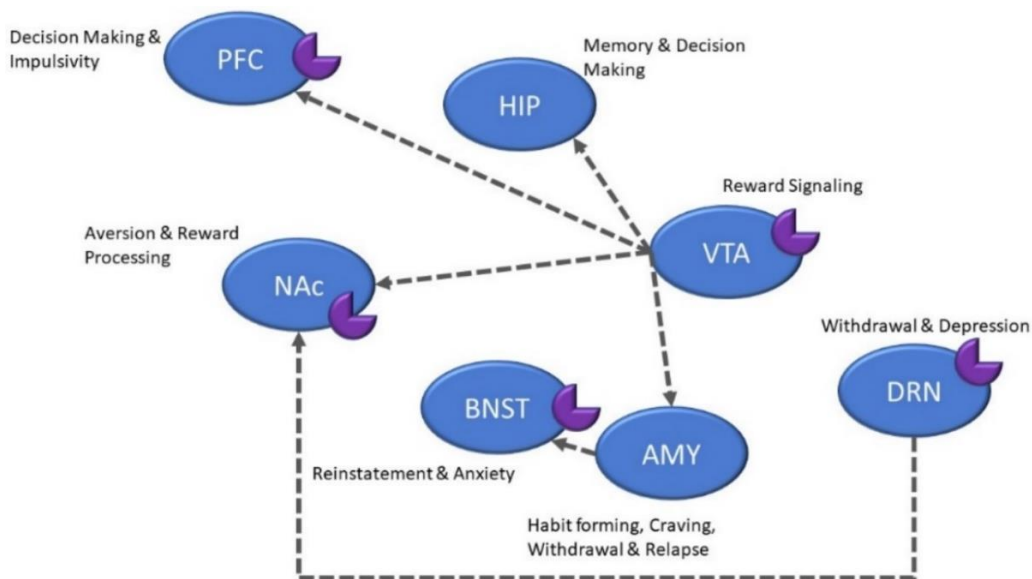 Decision Making &
Impulsivity
PFC
Memory & Decision
Making
HIP
Reward Signaling
VTA
Aversion & Reward
Processing
NAc
Withdrawal & Depression
DRN
BNST
AMY
Reinstatement & Anxiety
Habit forming, Craving,
Withdrawal & Relapse